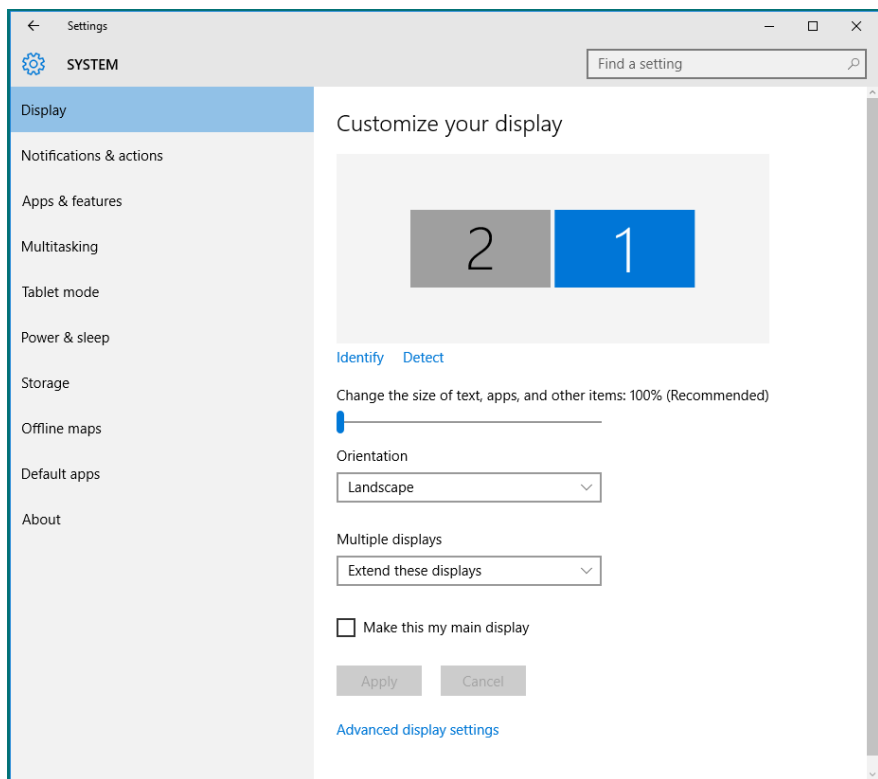 Settings
SYSTEM
Find a setting
Display
Notifications & actions
Apps & features
Multitasking
Tablet mode
Power & sleep
Storage
Offline maps
Default apps
About
Customize your display
2 1
Identify Detect
Change the size of text, apps, and other items: 100% (Recommended)
Orientation
Landscape
Multiple displays
Extend these displays
Make this my main display
Apply Cancel
Advanced display settings